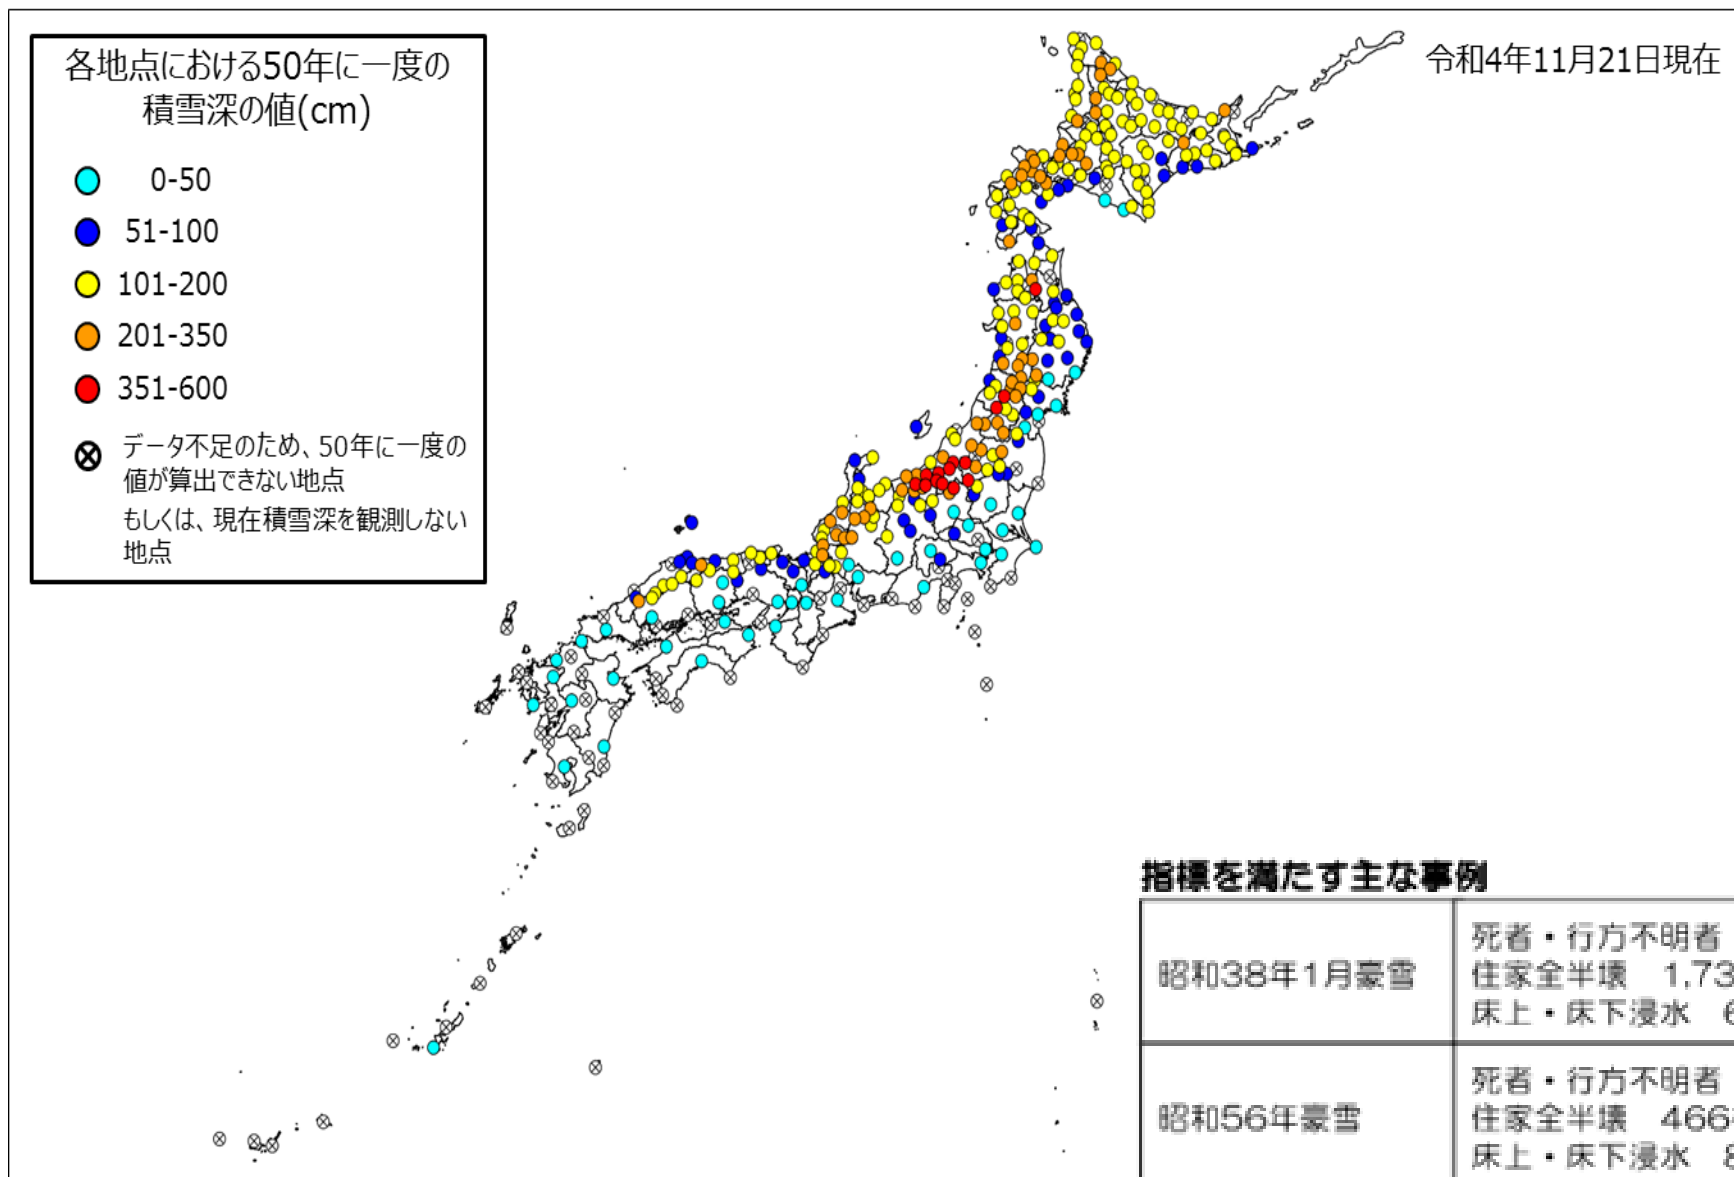 各地点における50年に一度の
積雪深の値(cm)
令和4年11月21日現在
0-50
51-100
101-200
201-350
351-600
データ不足のため、50年に一度の
値が算出できない地点
もしくは、現在積雪深を観測しない
地点
指標を満たす主な事例
昭和38年1月豪雪
死者・行方不明者
住家全半壊 1,73
床上・床下浸水 6
昭和56年豪雪
死者・行方不明者
住家全半壊 466
床上・床下浸水 8